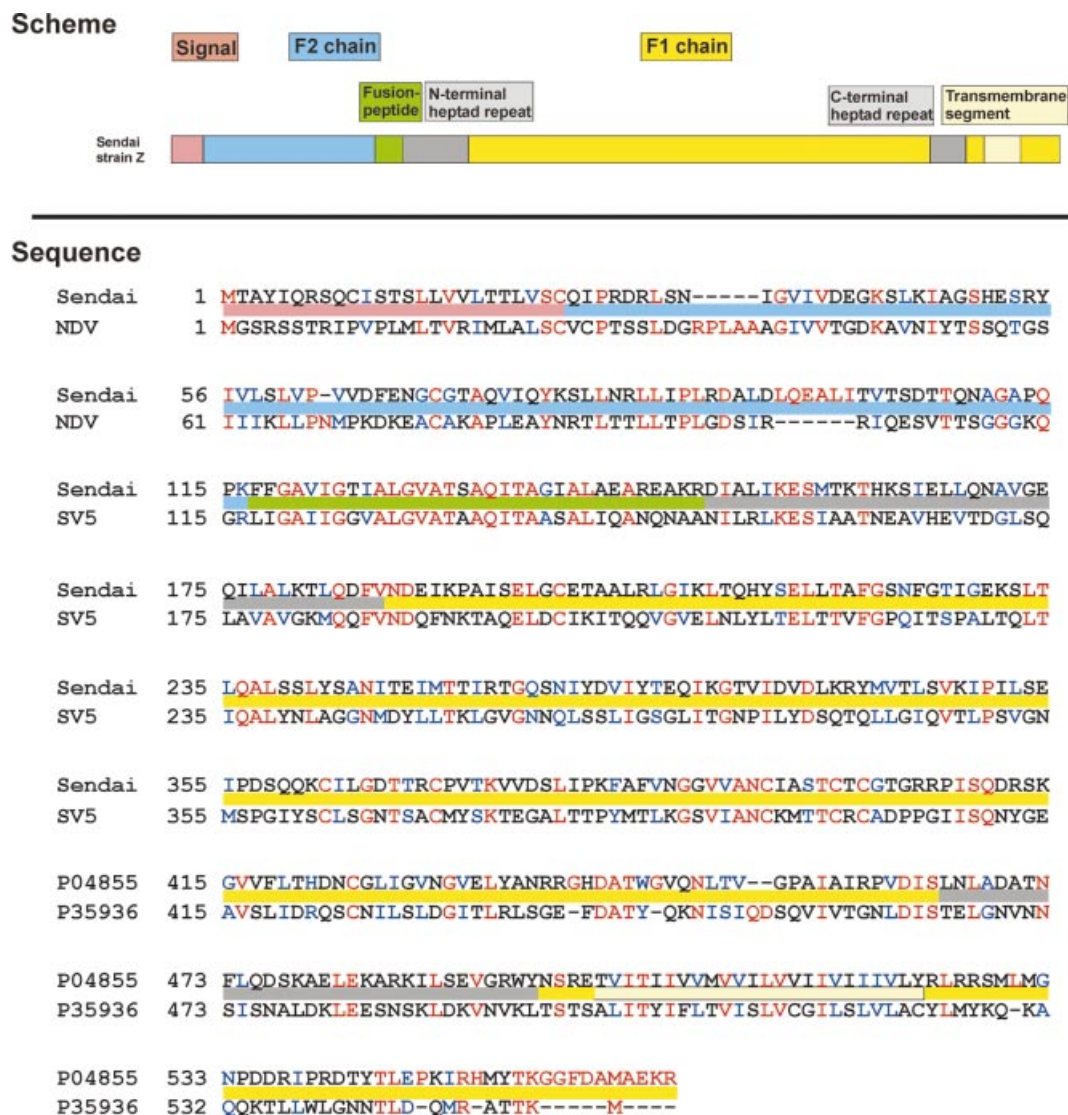 Scheme
Signal F2 chain F1 chain
Fusion-peptide N-terminal heptad repeat C-terminal heptad repeat Transmembrane segment
Sendai strain Z
Sequence
Sendai 1 MTAYIQRSQCISTSLLVVLTTLVSCQIPRDRLSN-----IGVIVDEGKSLKIAGSHESRY
NDV 1 MGSRSSTRIPVPLMLTVRIMLALSCVCPTSSLDGRPLAAAGIVVTGDKAVNIYTSSQTGS
Sendai 56 IVLSLVP-VVDFENGCGTAQVIQYKSLLNRLLIPLRDALDLQEALITVTSDTTQNAGAPQ
NDV 61 IIIKLLPNMPKDKEACAKAPLEAYNRTLTTLLTPLGDSIR------RIQESVTTSGGGKQ
Sendai 115 PKFFGAVIGTIALGVATSAQITAGIALAEAREAKRDIALIKESMTKTHKSIELLQNAVGE
SV5 115 GRLIGAIIGGVALGVATAAQITAASALIQANQNAANILRLKESIAATNEAVHEVTDGLSQ
Sendai 175 QILALKTLQDFVNDEIKPAISELGCETAALRLGIKLTQHYSELLTAFGSNFGTIGEKSLT
SV5 175 LAVAVGKMQQFVNDQFNKTAQELDCIKITQQVGVELNLYLTELTTVFGPQITSPALTQLT
Sendai 235 LQALSSLYSANITEIMTTIRTGQSNIYDVIYTEQIKGTVIDVDLKRYMVTLSVKIPILSE
SV5 235 IQALYNLAGGNMDYLLTKLGVGNNQLSSLIGSGLITGNPILYDSQTQLLGIQVTLPSVGN
Sendai 355 IPDSQQKCILGDTTRCPVTKVVDSLIPKFAFVNGGVVANCIASTCTCGTGRRPISQDRSK
SV5 355 MSPGIYSCLSGNTSACMYSKTEGALTTPYMTLKGSVIANCKMTTCRCADPPGIISQNYGE
P04855 415 GVVFLTHDNCGLIGVNGVELYANRRGHDATWGVQNLTV--GPAIAIRPVDISLNLADATN
P35936 415 AVSLIDRQSCNILSLDGITLRLSGE-FDATY-QKNISIQDSQVIVTGNLDISTELGNVNN
P04855 473 FLQDSKAELEKARKILSEVGRWYNSRETVITIIVVMVVILVVIIVIIIVLYRLRRSMLMG
P35936 473 SISNALDKLEESNSKLDKVNVKLTSTSALITYIFLTVISLVCGILSLVLACYLMYKQ-KA
P04855 533 NPDDRIPRDTYTLEPKIRHMYTKGGFDAMAEKR
P35936 532 QQKTLLWLGNNTLD-QMR-ATTK-----M----